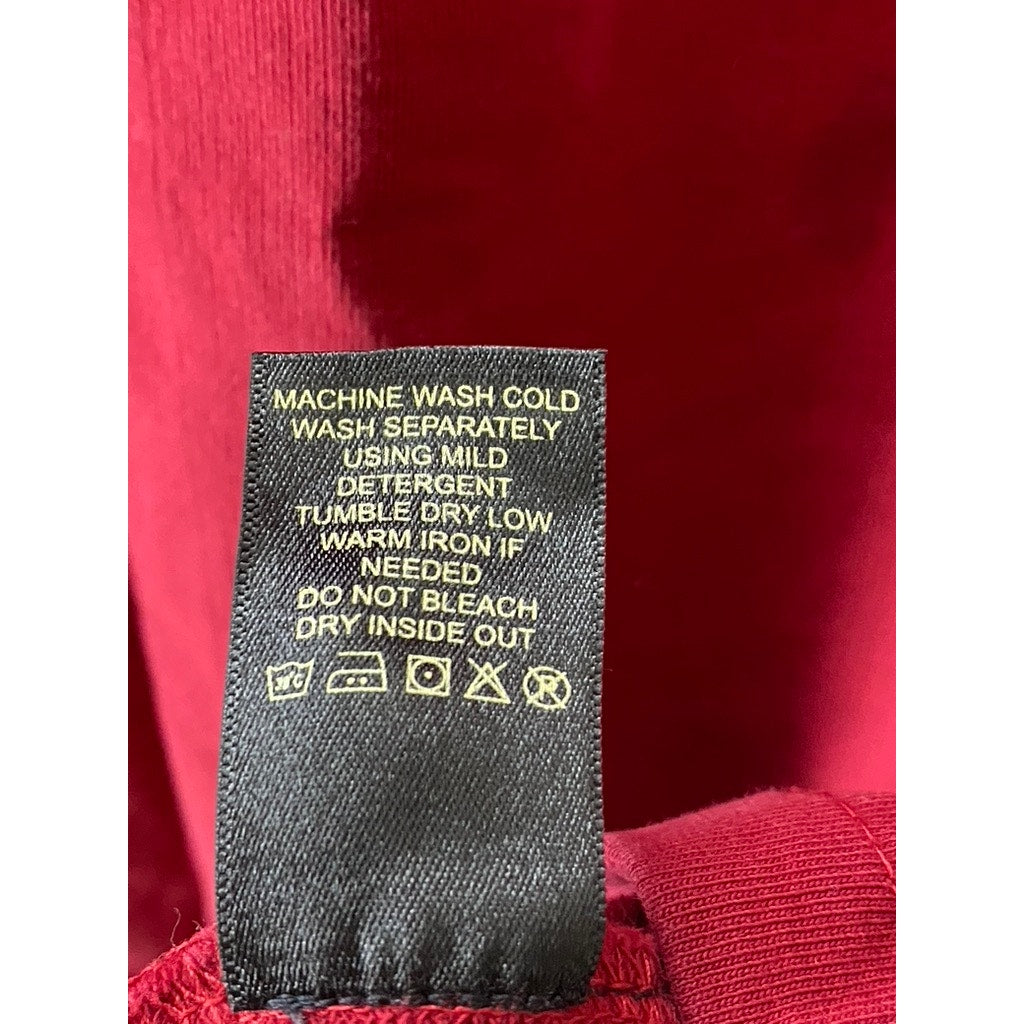 MACHINE WASH COLD
WASH SEPARATELY
USING MILD
DETERGENT
TUMBLE DRY LOW
WARM IRON IF
NEEDED
DO NOT BLEACH
DRY INSIDE OUT
30°C R